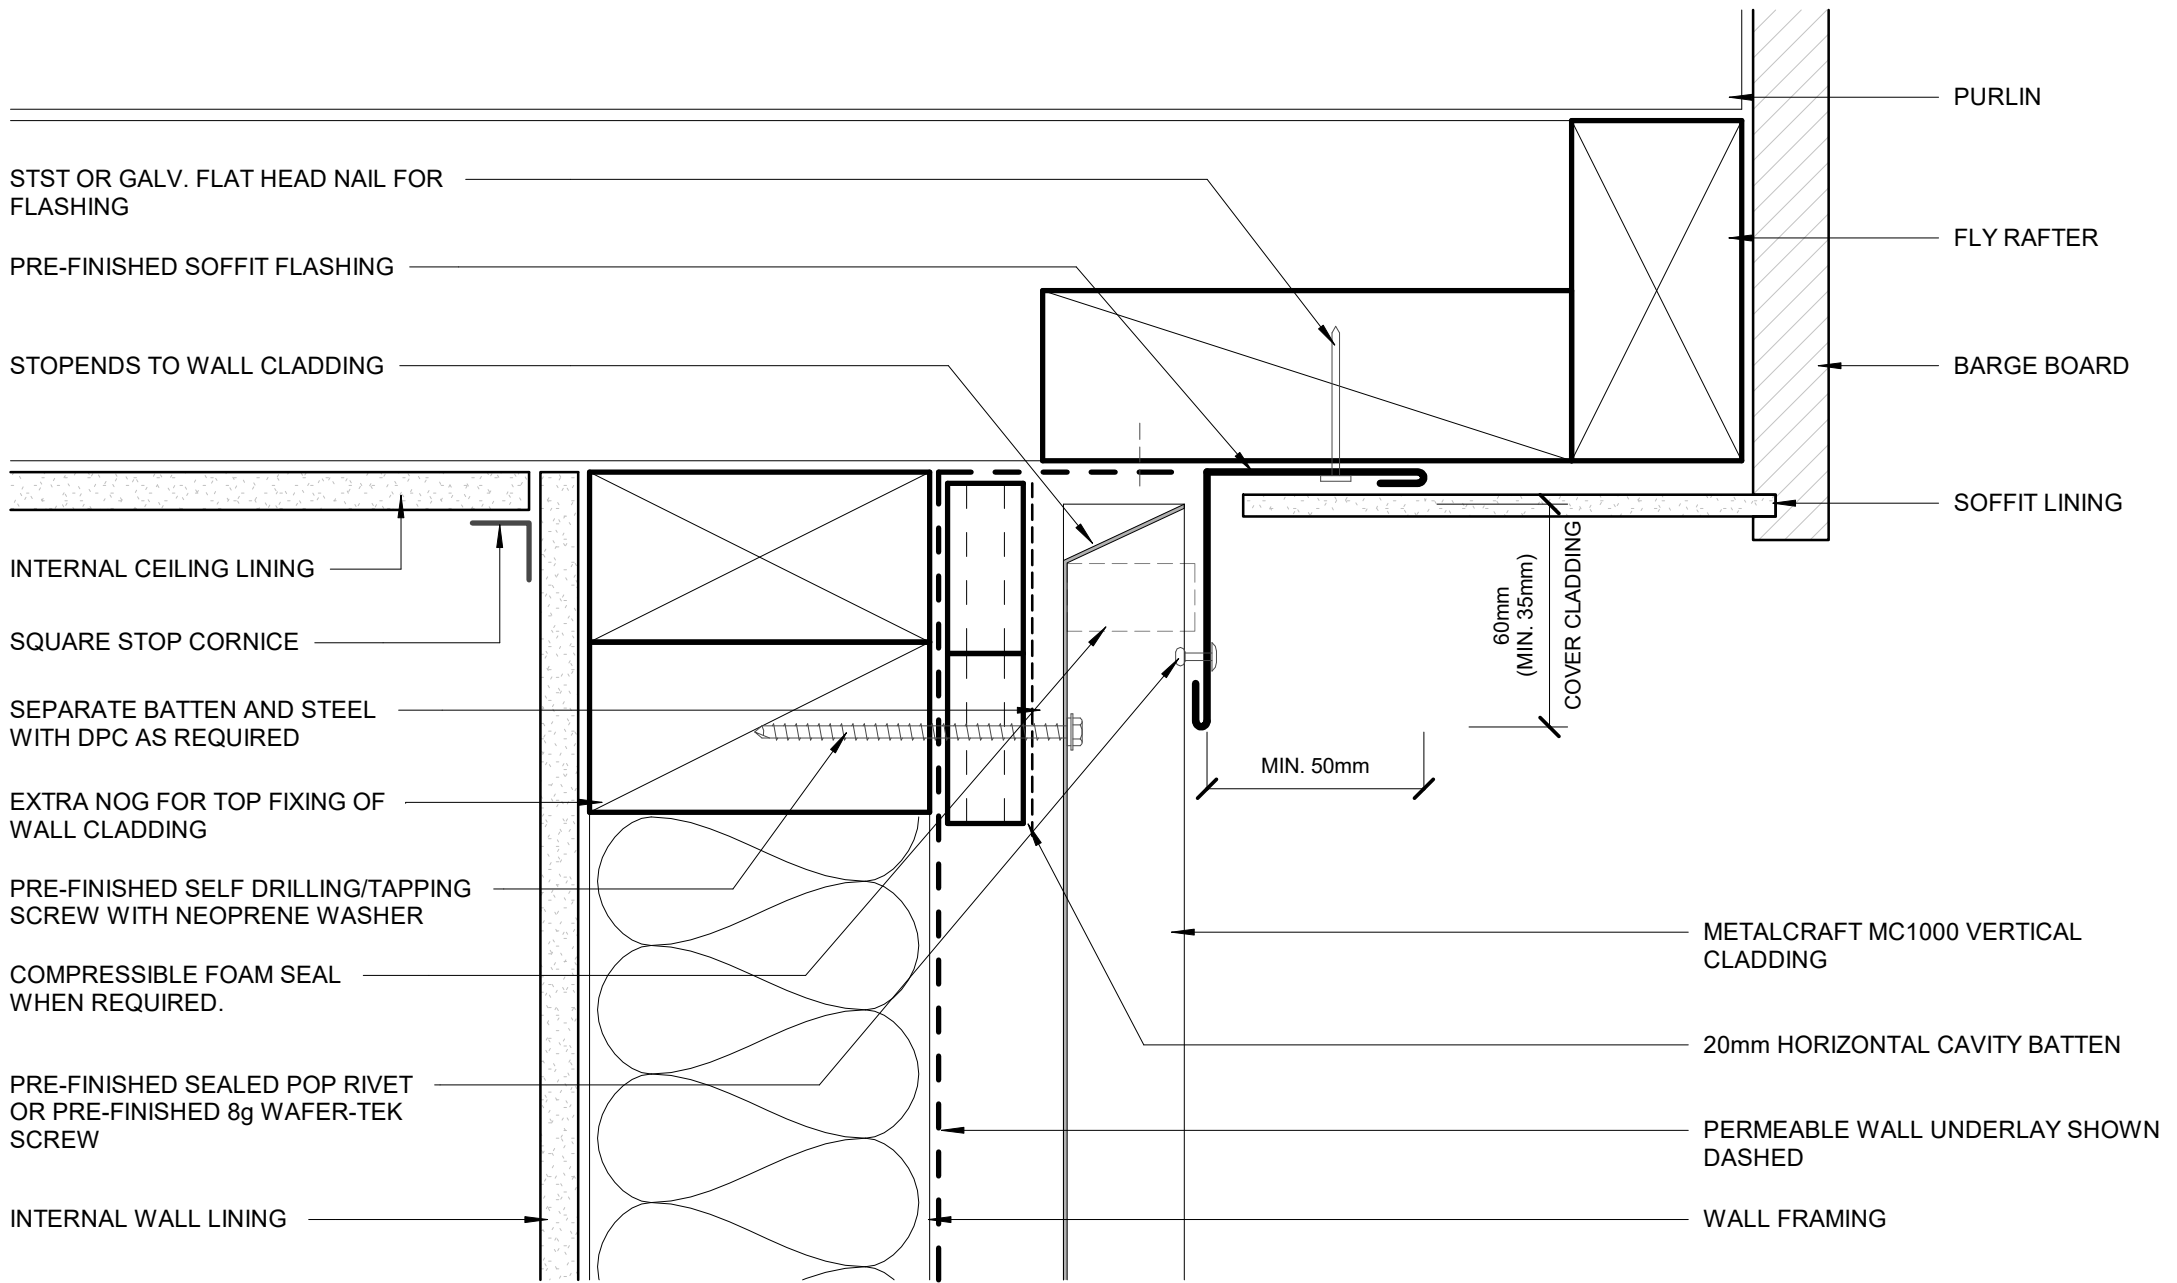 PURLIN
STST OR GALV. FLAT HEAD NAIL FOR
FLASHING
FLY RAFTER
PRE-FINISHED SOFFIT FLASHING
STOPENDS TO WALL CLADDING
BARGE BOARD
SOFFIT LINING
INTERNAL CEILING LINING
60mm
(MIN. 35mm)
COVER CLADDING
SQUARE STOP CORNICE
SEPARATE BATTEN AND STEEL
WITH DPC AS REQUIRED
MIN. 50mm
EXTRA NOG FOR TOP FIXING OF
WALL CLADDING
PRE-FINISHED SELF DRILLING/TAPPING
SCREW WITH NEOPRENE WASHER
METALCRAFT MC1000 VERTICAL
CLADDING
COMPRESSIBLE FOAM SEAL
WHEN REQUIRED.
20mm HORIZONTAL CAVITY BATTEN
PRE-FINISHED SEALED POP RIVET
OR PRE-FINISHED 8g WAFER-TEK
SCREW
PERMEABLE WALL UNDERLAY SHOWN
DASHED
INTERNAL WALL LINING
WALL FRAMING